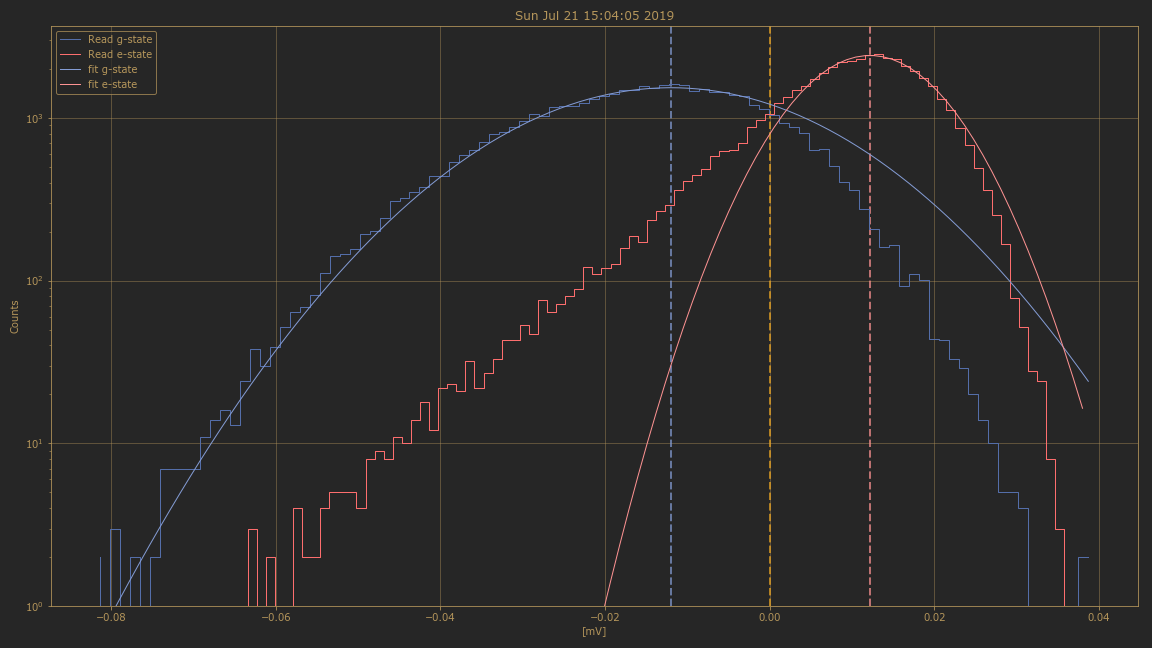 Sun Jul 21 15:04:05 2019
Read g-state
Read e-state
fit g-state
fit e-state
10³
10²
10¹
10⁰
Counts
−0.08 −0.06 −0.04 −0.02 0.00 0.02 0.04
[mV]